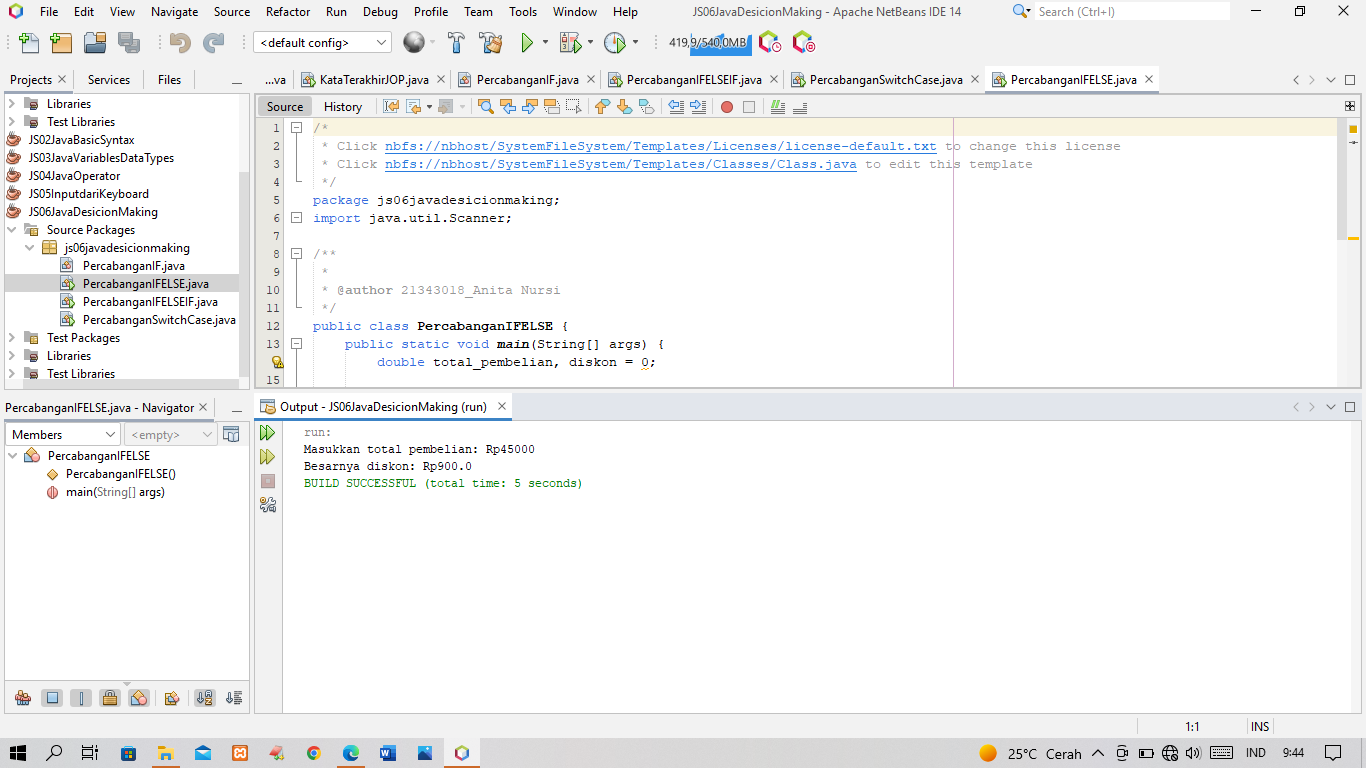 File Edit View Navigate Source Refactor Run Debug Profile Team Tools Window Help
JS06JavaDesicionMaking - Apache NetBeans IDE 14
Search (Ctrl+I)
<default config>
419,9/540,0MB
Projects Services Files
...va KataTerakhirJOP.java PercabanganIF.java PercabanganIFELSEIF.java PercabanganSwitchCase.java PercabanganIFELSE.java
Source History
Libraries
Test Libraries
JS02JavaBasicSyntax
JS03JavaVariablesDataTypes
JS04JavaOperator
JS05InputdariKeyboard
JS06JavaDesicionMaking
Source Packages
js06javadesicionmaking
PercabanganIF.java
PercabanganIFELSE.java
PercabanganIFELSEIF.java
PercabanganSwitchCase.java
Test Packages
Libraries
Test Libraries
1 /*
2 * Click nbfs://nbhost/SystemFileSystem/Templates/Licenses/license-default.txt to change this license
3 * Click nbfs://nbhost/SystemFileSystem/Templates/Classes/Class.java to edit this template
4 */
5 package js06javadesicionmaking;
6 import java.util.Scanner;
7
8 /**
9 *
10 * @author 21343018_Anita Nursi
11 */
12 public class PercabanganIFELSE {
13 public static void main(String[] args) {
double total_pembelian, diskon = 0;
15
PercabanganIFELSE.java - Navigator
Members <empty>
PercabanganIFELSE
PercabanganIFELSE()
main(String[] args)
Output - JS06JavaDesicionMaking (run)
run:
Masukkan total pembelian: Rp45000
Besarnya diskon: Rp900.0
BUILD SUCCESSFUL (total time: 5 seconds)
1:1 INS
25°C Cerah IND 9:44